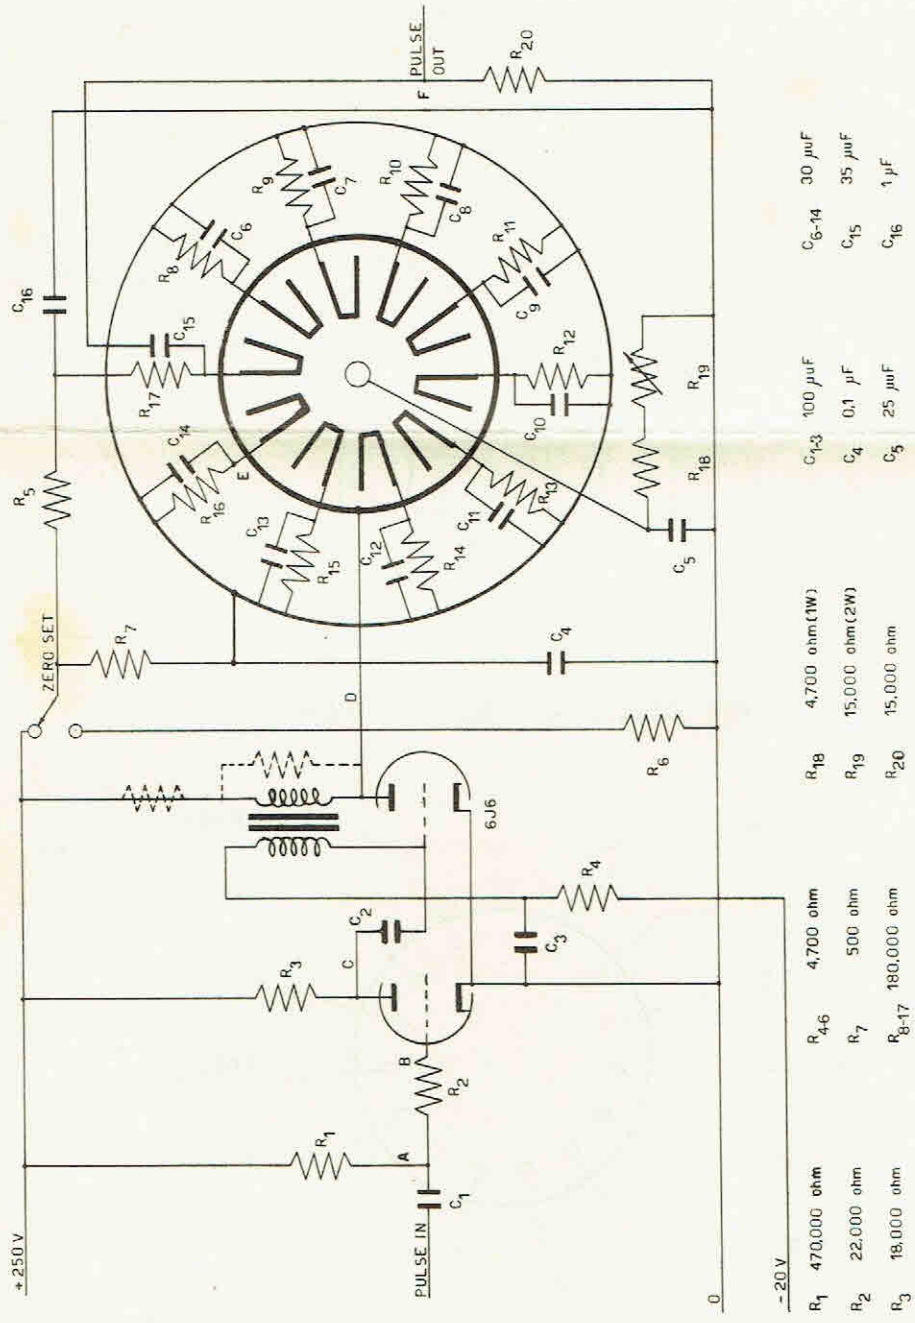 +250 V
ZERO SET
R5
C16
R1
R3
R7
R17
C15
R8
C6
R9
C7
R10
C8
R11
C9
R12
C10
R13
C11
R14
C12
R15
C13
R16
C14
E
PULSE IN
C1
A
R2
B
C
C2
D
6J6
C3
R4
R6
C4
C5
R18
R19
F
PULSE
OUT
R20
0
- 20 V
R1 470,000 ohm
R2 22,000 ohm
R3 18,000 ohm
R4-6 4,700 ohm
R7 500 ohm
R8-17 180,000 ohm
R18 4,700 ohm (1W)
R19 15,000 ohm (2W)
R20 15,000 ohm
C1-3 100 µµF
C4 0,1 µF
C5 25 µµF
C6-14 30 µµF
C15 35 µµF
C16 1 µF